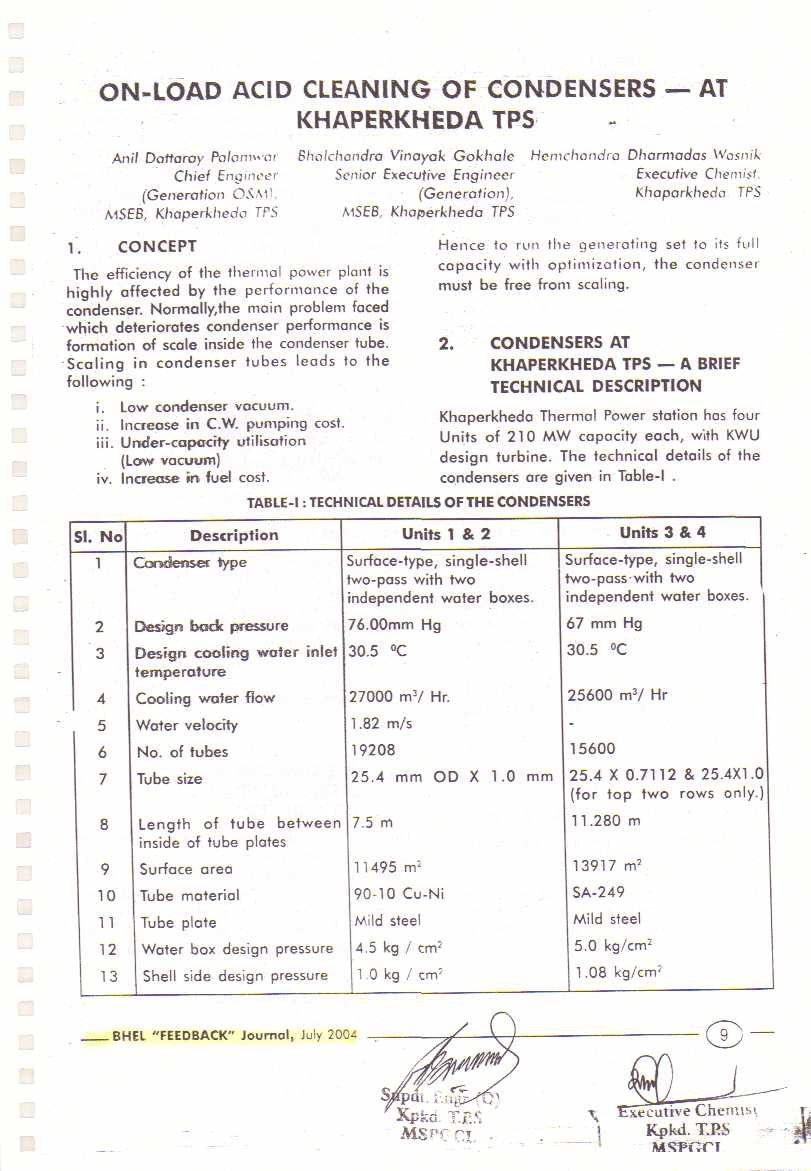 ON-LOAD ACID CLEANING OF CONDENSERS — AT
KHAPERKHEDA TPS
Anil Dattaray Palamwar
Chief Engineer
(Generation O&M),
MSEB, Khaperkheda TPS
Bhalchandra Vinayak Gokhale
Senior Executive Engineer
(Generation),
MSEB, Khaperkheda TPS
Hemchandra Dharmadas Wasnik
Executive Chemist,
Khaparkheda TPS
1. CONCEPT
The efficiency of the thermal power plant is
highly affected by the performance of the
condenser. Normally,the main problem faced
which deteriorates condenser performance is
formation of scale inside the condenser tube.
Scaling in condenser tubes leads to the
following :
i. Low condenser vacuum.
ii. Increase in C.W. pumping cost.
iii. Under-capacity utilisation
(Low vacuum)
iv. Increase in fuel cost.
Hence to run the generating set to its full
capacity with optimization, the condenser
must be free from scaling.
2. CONDENSERS AT
KHAPERKHEDA TPS — A BRIEF
TECHNICAL DESCRIPTION
Khaperkheda Thermal Power station has four
Units of 210 MW capacity each, with KWU
design turbine. The technical details of the
condensers are given in Table-I .
TABLE-I : TECHNICAL DETAILS OF THE CONDENSERS
Sl. No Description Units 1 & 2 Units 3 & 4
1 Condenser type Surface-type, single-shell Surface-type, single-shell
two-pass with two two-pass with two
independent water boxes. independent water boxes.
2 Design back pressure 76.00mm Hg 67 mm Hg
3 Design cooling water inlet 30.5 ⁰C 30.5 ⁰C
temperature
4 Cooling water flow 27000 m³/ Hr. 25600 m³/ Hr
5 Water velocity 1.82 m/s -
6 No. of tubes 19208 15600
7 Tube size 25.4 mm OD X 1.0 mm 25.4 X 0.7112 & 25.4X1.0
(for top two rows only.)
8 Length of tube between 7.5 m 11.280 m
inside of tube plates
9 Surface area 11495 m² 13917 m²
10 Tube material 90-10 Cu-Ni SA-249
11 Tube plate Mild steel Mild steel
12 Water box design pressure 4.5 kg / cm² 5.0 kg/cm²
13 Shell side design pressure 1.0 kg / cm² 1.08 kg/cm²
BHEL "FEEDBACK" Journal, July 2004 9
Supdt. Engr (O)
Kpkd. T.P.S
MSPGCL
Executive Chemist
Kpkd. T.P.S
MSPGCL